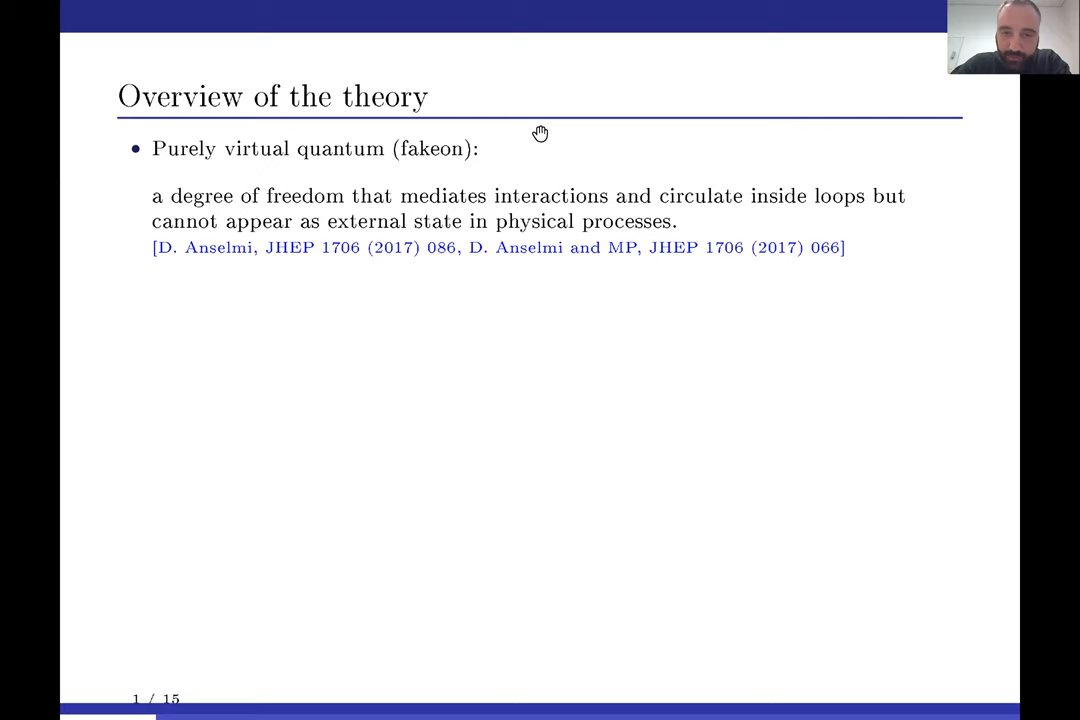 Overview of the theory
• Purely virtual quantum (fakeon):
a degree of freedom that mediates interactions and circulate inside loops but
cannot appear as external state in physical processes.
[D. Anselmi, JHEP 1706 (2017) 086, D. Anselmi and MP, JHEP 1706 (2017) 066]
1 / 15